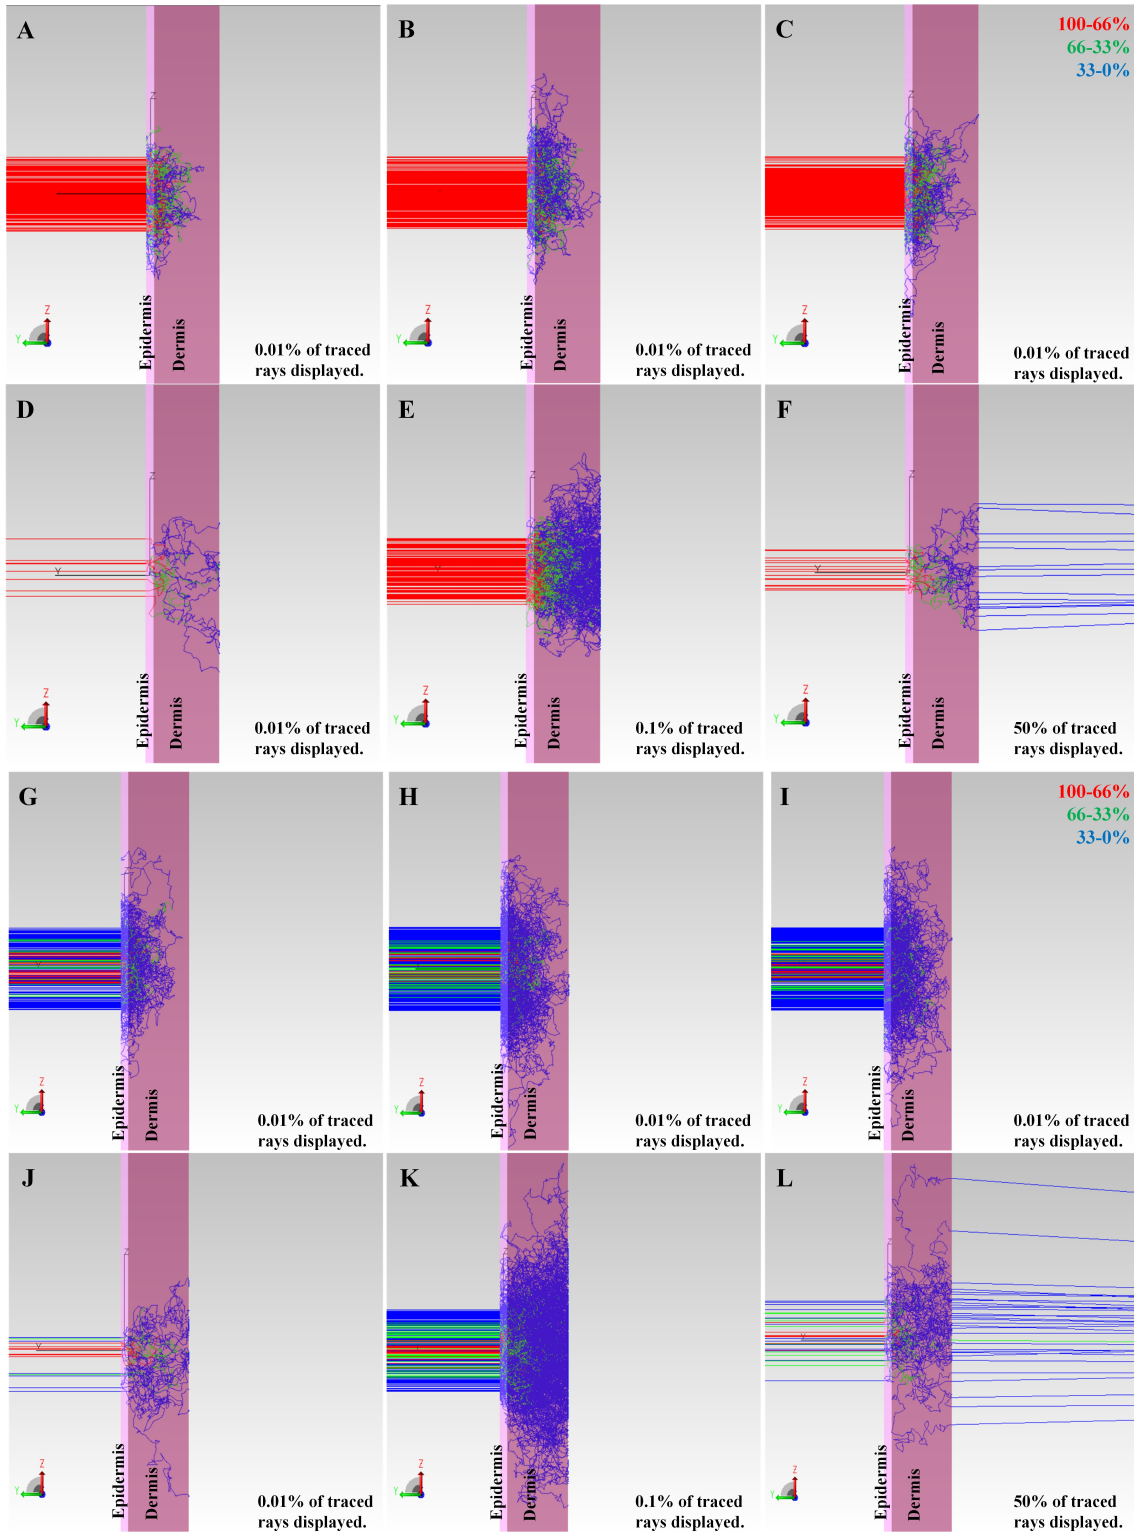 A
B
C
100-66%
66-33%
33-0%
Z
Z
Z
Epidermis
Dermis
Z
Y
0.01% of traced
rays displayed.
Epidermis
Dermis
Z
Y
0.01% of traced
rays displayed.
Epidermis
Dermis
Z
Y
0.01% of traced
rays displayed.
D
E
F
Z
Z
Z
Y
Y
Y
Epidermis
Dermis
Z
Y
0.01% of traced
rays displayed.
Epidermis
Dermis
Z
Y
0.1% of traced
rays displayed.
Epidermis
Dermis
Z
Y
50% of traced
rays displayed.
G
H
I
100-66%
66-33%
33-0%
Epidermis
Dermis
Z
Y
0.01% of traced
rays displayed.
Epidermis
Dermis
Z
Y
0.01% of traced
rays displayed.
Epidermis
Dermis
Z
Y
0.01% of traced
rays displayed.
J
K
L
Z
Z
Z
Y
Y
Epidermis
Dermis
Z
Y
0.01% of traced
rays displayed.
Epidermis
Dermis
Z
Y
0.1% of traced
rays displayed.
Epidermis
Dermis
Z
Y
50% of traced
rays displayed.